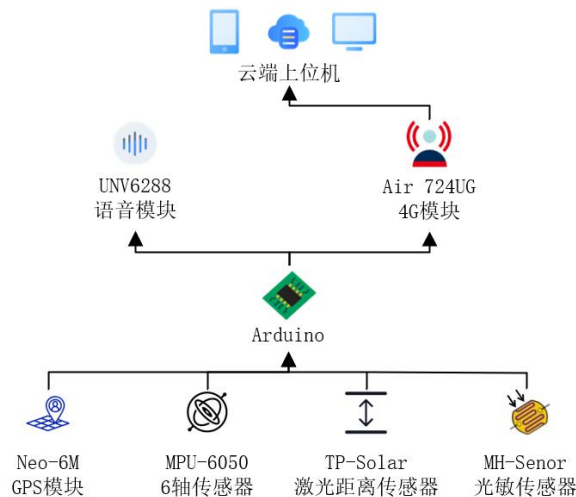 云端上位机
UNV6288
语音模块
Air 724UG
4G模块
Arduino
Neo-6M
GPS模块
MPU-6050
6轴传感器
TP-Solar
激光距离传感器
MH-Senor
光敏传感器